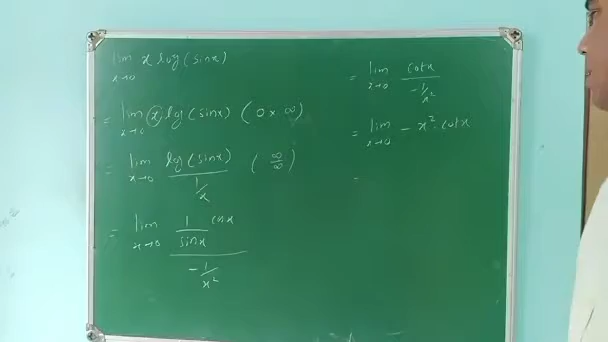 lim x→0 x log(sinx)
= lim x→0 x log(sinx) (0 × ∞)
= lim x→0 log(sinx) / (1/x) (∞/∞)
= lim x→0 (1/sinx cosx) / (-1/x²)
= lim x→0 cotx / (-1/x²)
= lim x→0 - x² · cotx
=